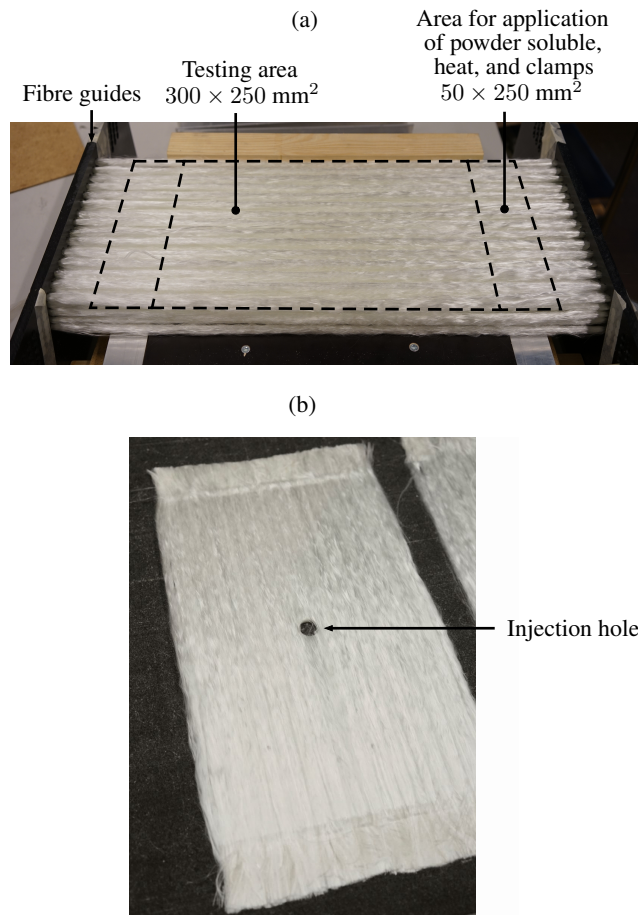 (a)
Area for application
of powder soluble,
heat, and clamps
50 × 250 mm²
Testing area
300 × 250 mm²
Fibre guides
(b)
Injection hole